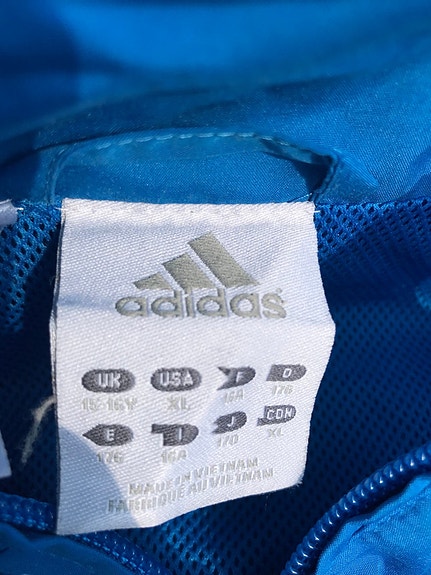 adidas
UK USA F D
15-16Y XL 16A 176
E I J CDN
176 16A 170 XL
MADE IN VIETNAM
FABRIQUE AU VIETNAM